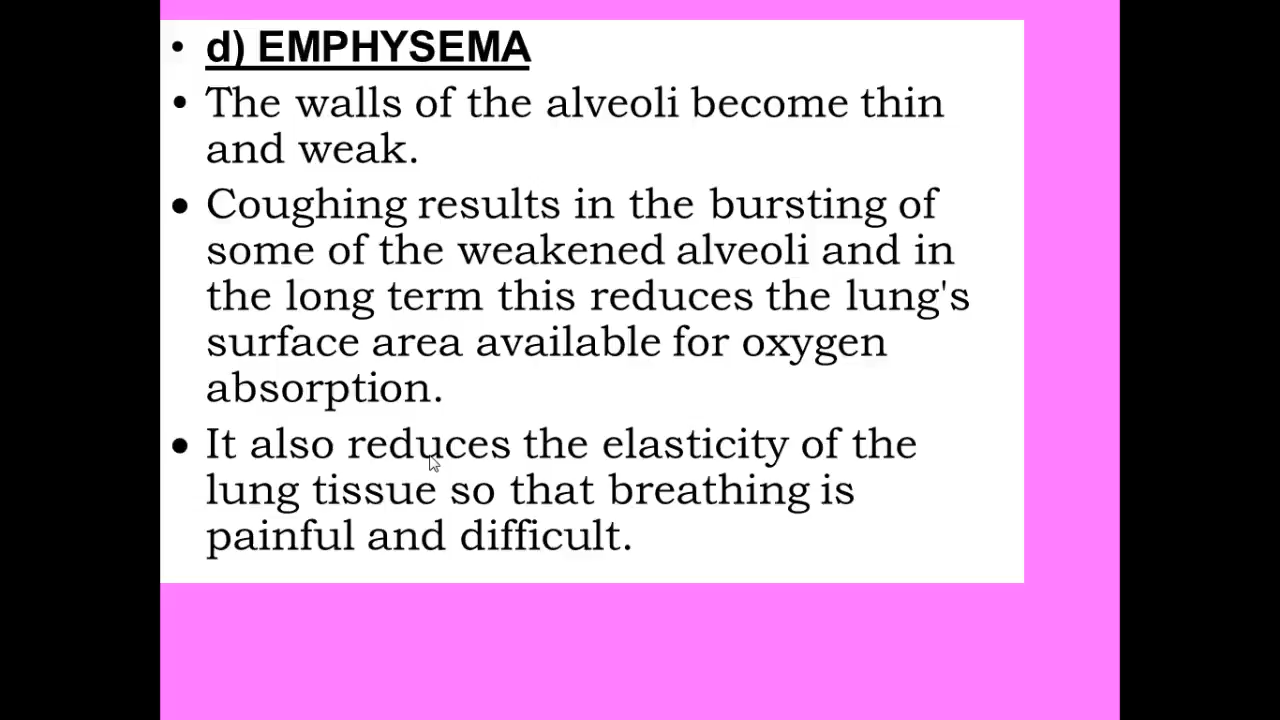 • d) EMPHYSEMA
• The walls of the alveoli become thin
and weak.
• Coughing results in the bursting of
some of the weakened alveoli and in
the long term this reduces the lung's
surface area available for oxygen
absorption.
• It also reduces the elasticity of the
lung tissue so that breathing is
painful and difficult.